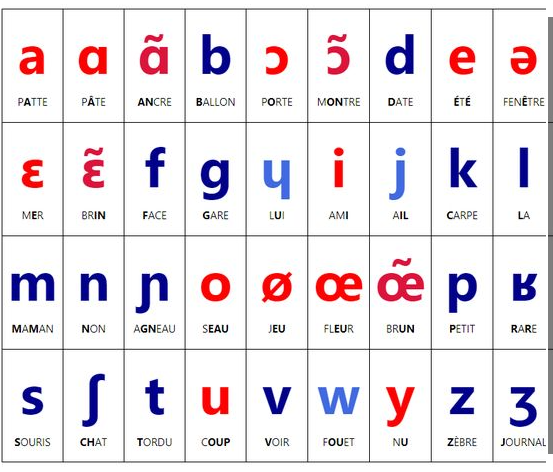 a ɑ ɑ̃ b ɔ ɔ̃ d e ə
PATTE PÂTE ANCRE BALLON PORTE MONTRE DATE ÉTÉ FENÊTRE
ɛ ɛ̃ f g ɥ i j k l
MER BRIN FACE GARE LUI AMI AIL CARPE LA
m n ɲ o ø œ œ̃ p ʁ
MAMAN NON AGNEAU SEAU JEU FLEUR BRUN PETIT RARE
s ʃ t u v w y z ʒ
SOURIS CHAT TORDU COUP VOIR FOUET NU ZÈBRE JOURNAL